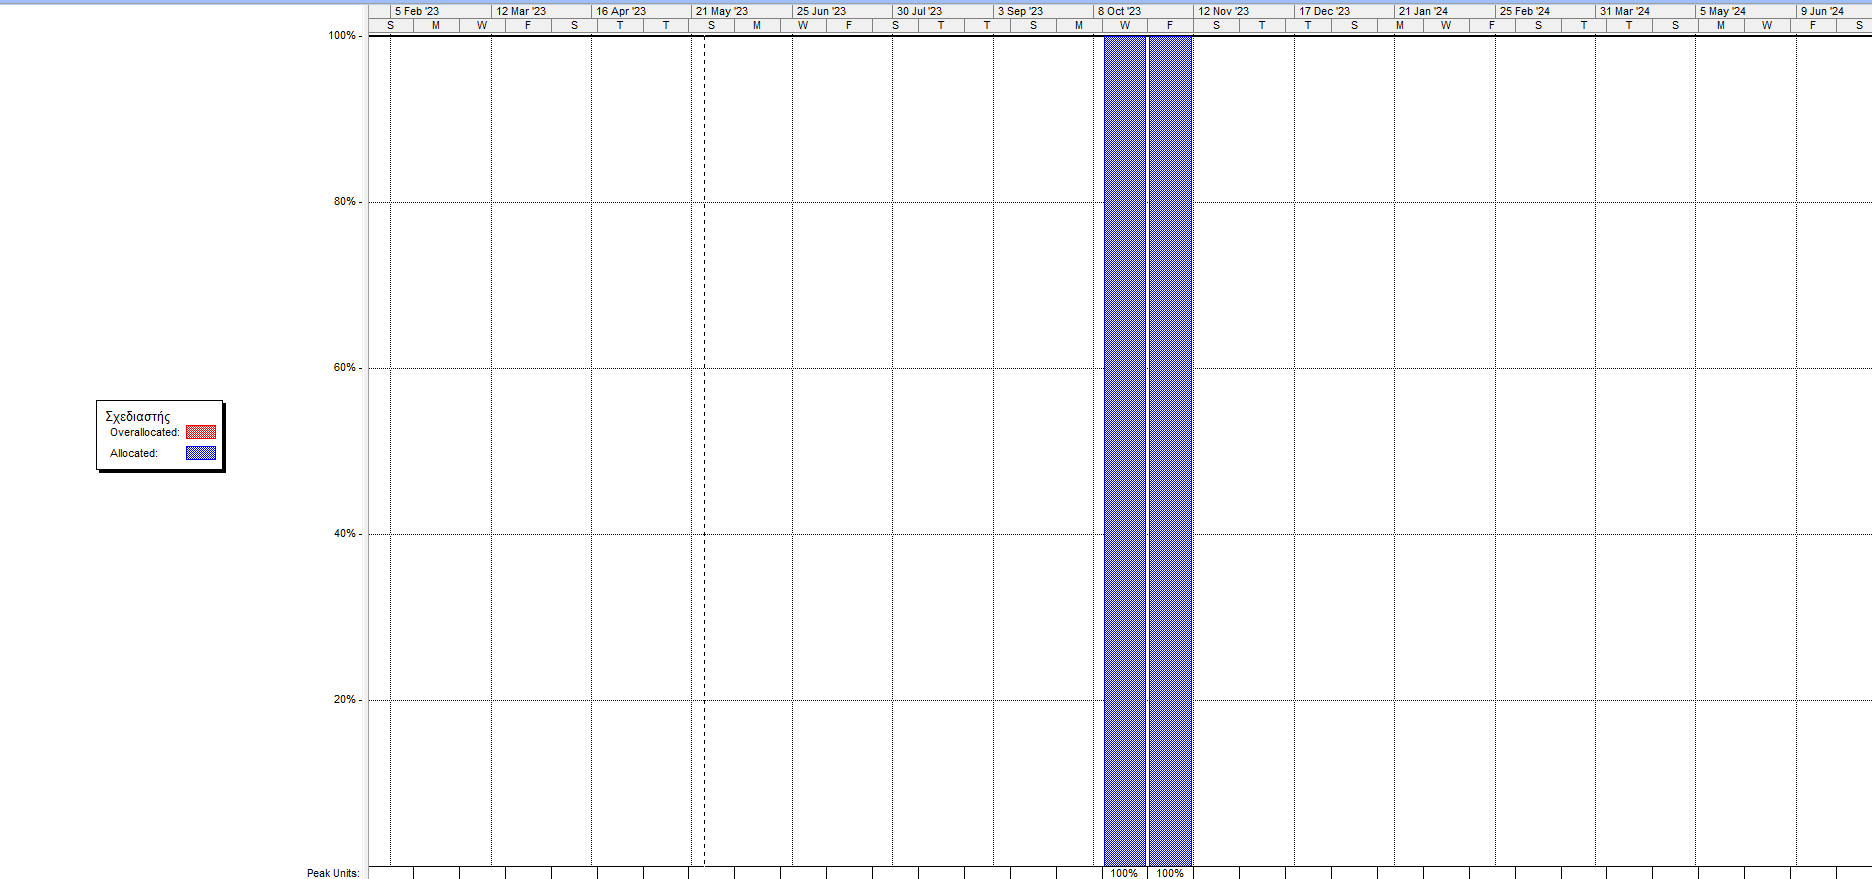 5 Feb '23 12 Mar '23 16 Apr '23 21 May '23 25 Jun '23 30 Jul '23 3 Sep '23 8 Oct '23 12 Nov '23 17 Dec '23 21 Jan '24 25 Feb '24 31 Mar '24 5 May '24 9 Jun '24
S M W F S T T S M W F S T T S M W F S T T S M W F S T T S M W F S
100%
80%
60%
40%
20%
Σχεδιαστής
Overallocated:
Allocated:
Peak Units: 100% 100%